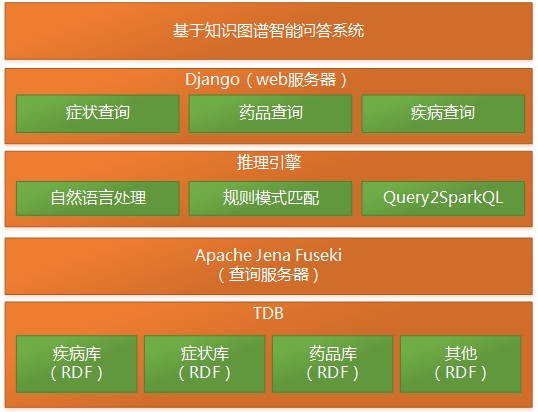 基于知识图谱智能问答系统
Django（web服务器）
症状查询
药品查询
疾病查询
推理引擎
自然语言处理
规则模式匹配
Query2SparkQL
Apache Jena Fuseki
（查询服务器）
TDB
疾病库
（RDF）
症状库
（RDF）
药品库
（RDF）
其他
（RDF）